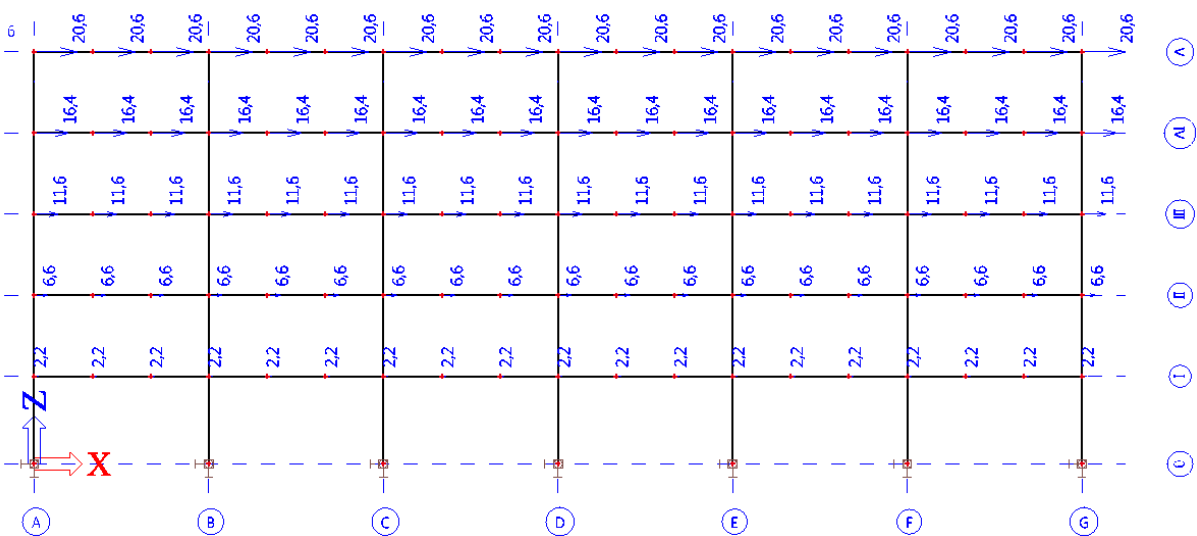 6 20,6 20,6 20,6 20,6 20,6 20,6 20,6 20,6 20,6 20,6 20,6 20,6 20,6 20,6 20,6 20,6 20,6 20,6 20,6 V
16,4 16,4 16,4 16,4 16,4 16,4 16,4 16,4 16,4 16,4 16,4 16,4 16,4 16,4 16,4 16,4 16,4 16,4 16,4 IV
11,6 11,6 11,6 11,6 11,6 11,6 11,6 11,6 11,6 11,6 11,6 11,6 11,6 11,6 11,6 11,6 11,6 11,6 11,6 III
6,6 6,6 6,6 6,6 6,6 6,6 6,6 6,6 6,6 6,6 6,6 6,6 6,6 6,6 6,6 6,6 6,6 6,6 6,6 II
2,2 2,2 2,2 2,2 2,2 2,2 2,2 2,2 2,2 2,2 2,2 2,2 2,2 2,2 2,2 2,2 2,2 2,2 2,2 I
Z
X 0
A B C D E F G